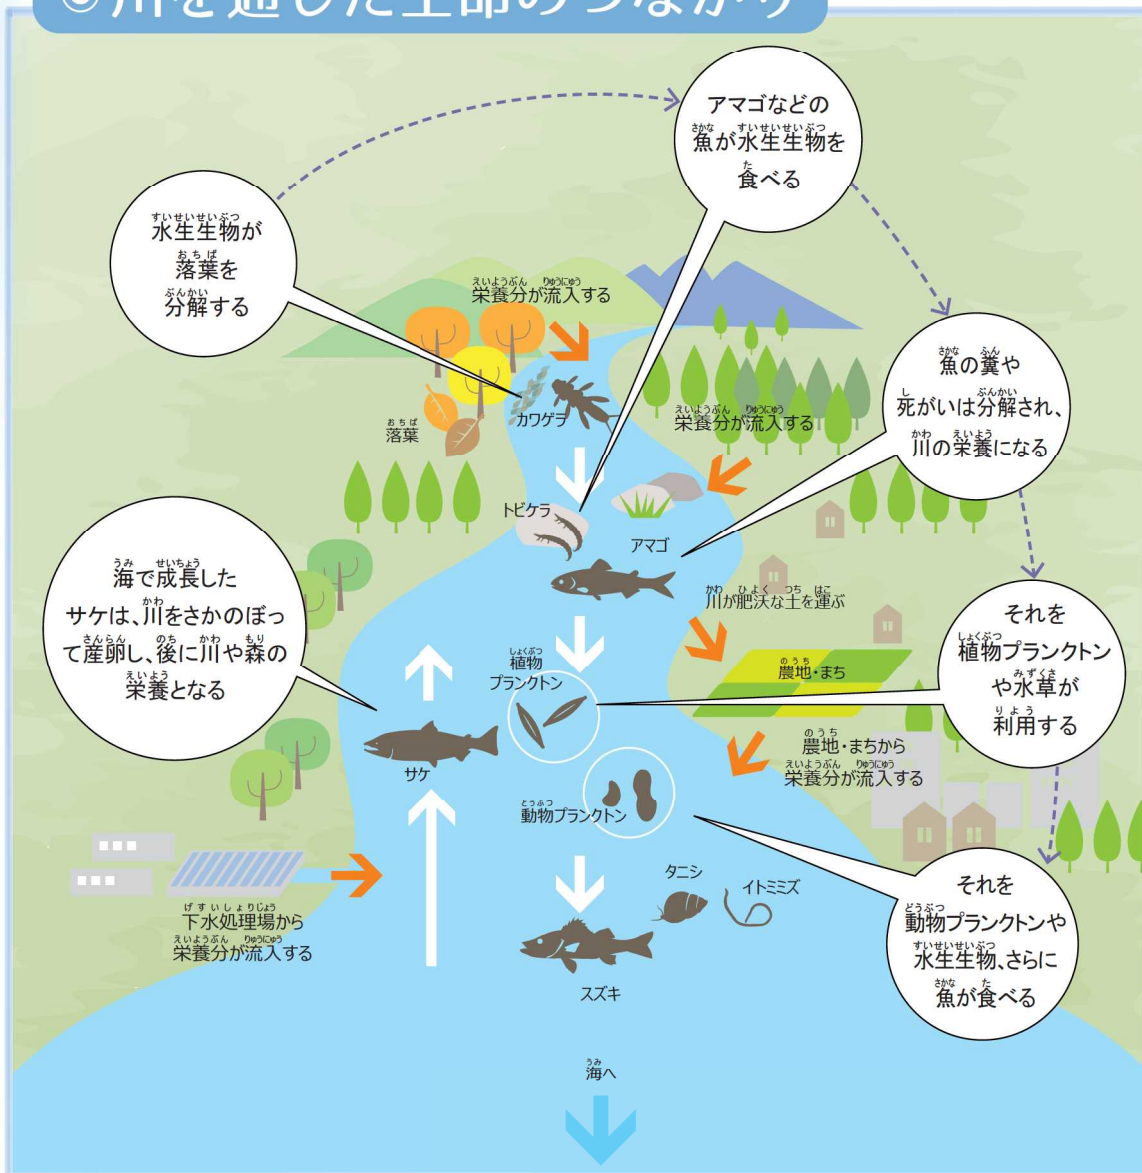 川を通じた生命のつながり
アマゴなどの
魚が水生生物を
食べる
水生生物が
落葉を
分解する
栄養分が流入する
魚の糞や
死がいは分解され、
川の栄養になる
落葉
カワゲラ
栄養分が流入する
トビケラ
アマゴ
海で成長した
サケは、川をさかのぼっ
て産卵し、後に川や森の
栄養となる
川が肥沃な土を運ぶ
それを
植物プランクトン
や水草が
利用する
植物
プランクトン
農地・まち
農地・まちから
栄養分が流入する
サケ
動物プランクトン
タニシ
イトミミズ
それを
動物プランクトンや
水生生物、さらに
魚が食べる
下水処理場から
栄養分が流入する
スズキ
海へ